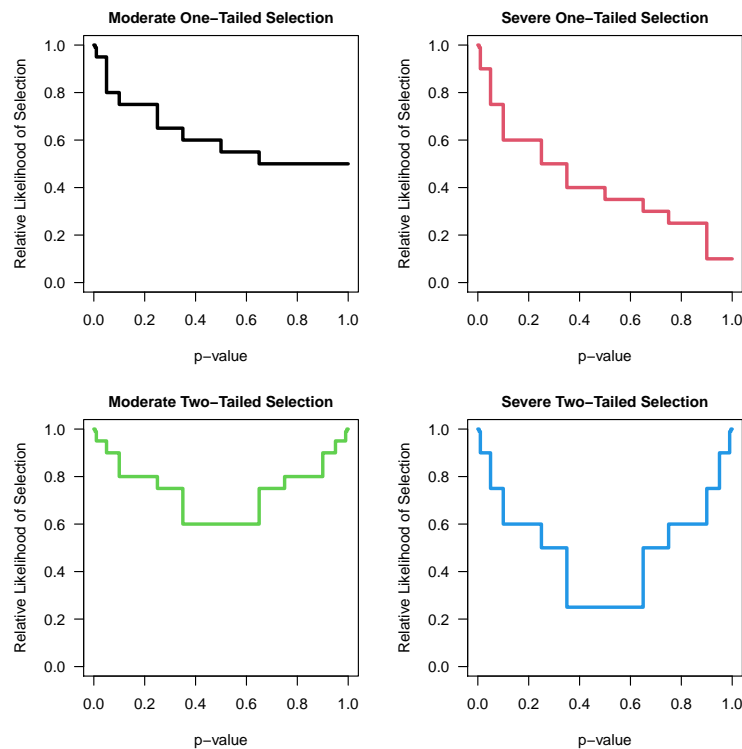 Moderate One−Tailed Selection
Relative Likelihood of Selection
1.0
0.8
0.6
0.4
0.2
0.0
0.0 0.2 0.4 0.6 0.8 1.0
p−value
Severe One−Tailed Selection
Relative Likelihood of Selection
1.0
0.8
0.6
0.4
0.2
0.0
0.0 0.2 0.4 0.6 0.8 1.0
p−value
Moderate Two−Tailed Selection
Relative Likelihood of Selection
1.0
0.8
0.6
0.4
0.2
0.0
0.0 0.2 0.4 0.6 0.8 1.0
p−value
Severe Two−Tailed Selection
Relative Likelihood of Selection
1.0
0.8
0.6
0.4
0.2
0.0
0.0 0.2 0.4 0.6 0.8 1.0
p−value